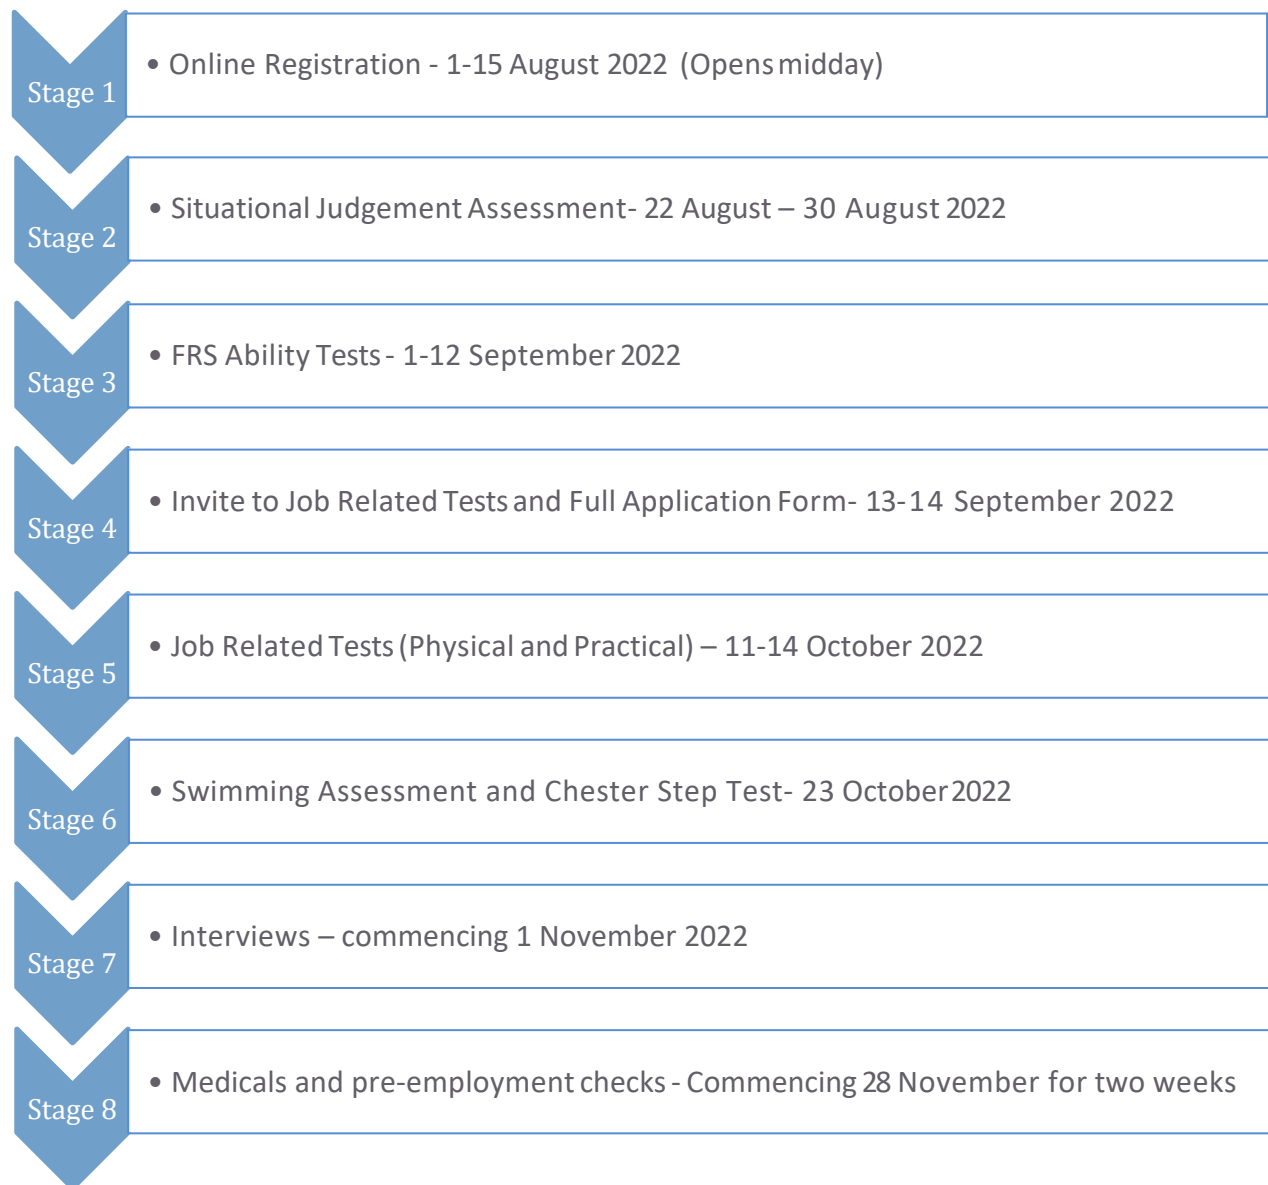 Stage 1
• Online Registration - 1-15 August 2022 (Opens midday)
Stage 2
• Situational Judgement Assessment- 22 August – 30 August 2022
Stage 3
• FRS Ability Tests - 1-12 September 2022
Stage 4
• Invite to Job Related Tests and Full Application Form- 13-14 September 2022
Stage 5
• Job Related Tests (Physical and Practical) – 11-14 October 2022
Stage 6
• Swimming Assessment and Chester Step Test- 23 October 2022
Stage 7
• Interviews – commencing 1 November 2022
Stage 8
• Medicals and pre-employment checks - Commencing 28 November for two weeks